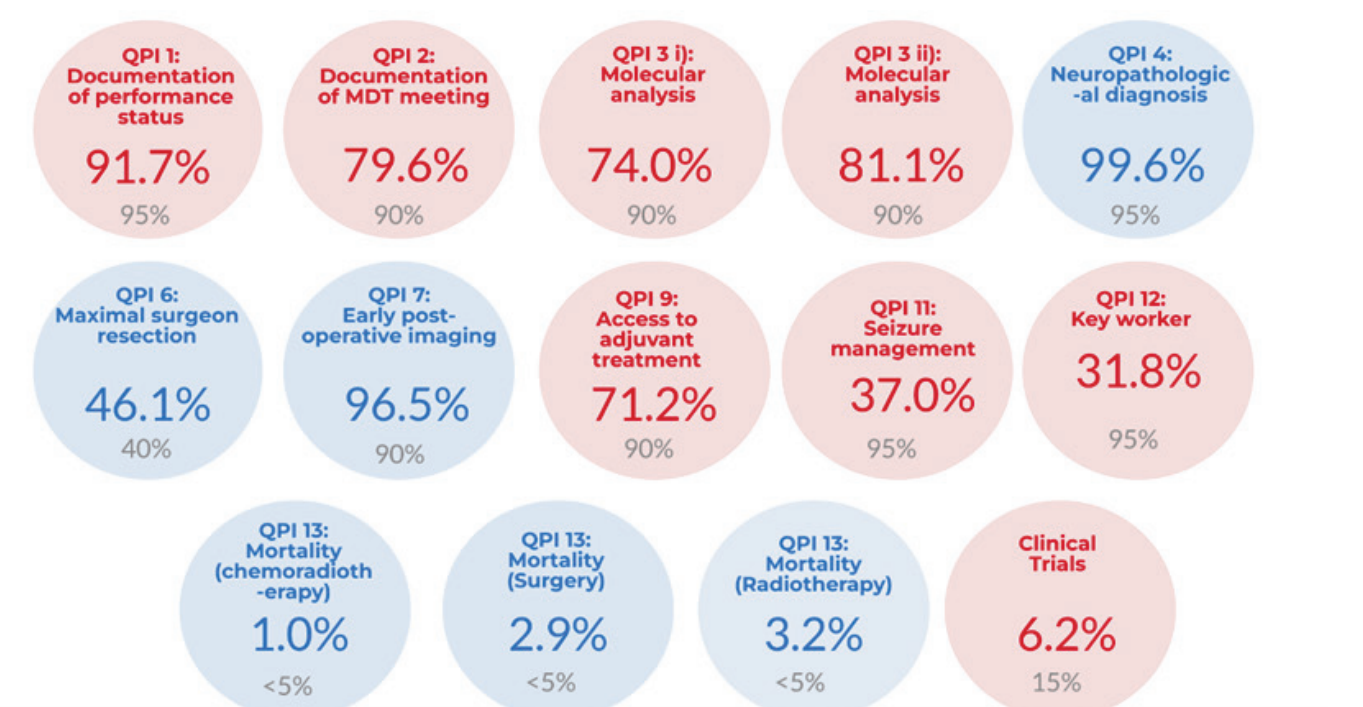 QPI 1:
Documentation
of performance
status
91.7%
95%
QPI 2:
Documentation
of MDT meeting
79.6%
90%
QPI 3 i):
Molecular
analysis
74.0%
90%
QPI 3 ii):
Molecular
analysis
81.1%
90%
QPI 4:
Neuropathologic
-al diagnosis
99.6%
95%
QPI 6:
Maximal surgeon
resection
46.1%
40%
QPI 7:
Early post-
operative imaging
96.5%
90%
QPI 9:
Access to
adjuvant
treatment
71.2%
90%
QPI 11:
Seizure
management
37.0%
95%
QPI 12:
Key worker
31.8%
95%
QPI 13:
Mortality
(chemoradioth
-erapy)
1.0%
<5%
QPI 13:
Mortality
(Surgery)
2.9%
<5%
QPI 13:
Mortality
(Radiotherapy)
3.2%
<5%
Clinical
Trials
6.2%
15%